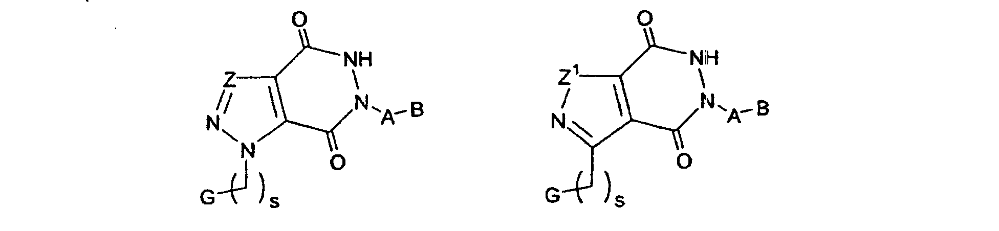 O O
NH NH
Z Z¹
N A B N A B
N N
N O O
G ( ) s G ( ) s